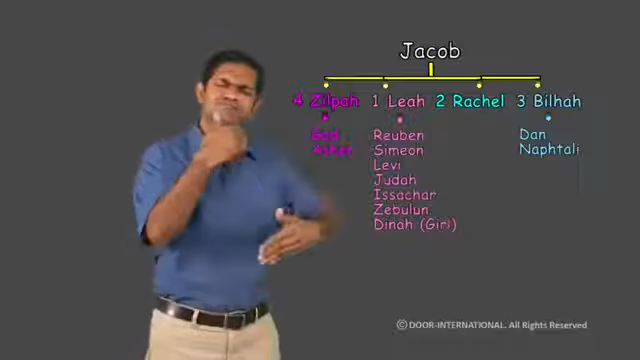 Jacob
4 Zilpah 1 Leah 2 Rachel 3 Bilhah
Gad Reuben Dan
Asher Simeon Naphtali
Levi
Judah
Issachar
Zebulun
Dinah (Girl)
©DOOR-INTERNATIONAL. All Rights Reserved